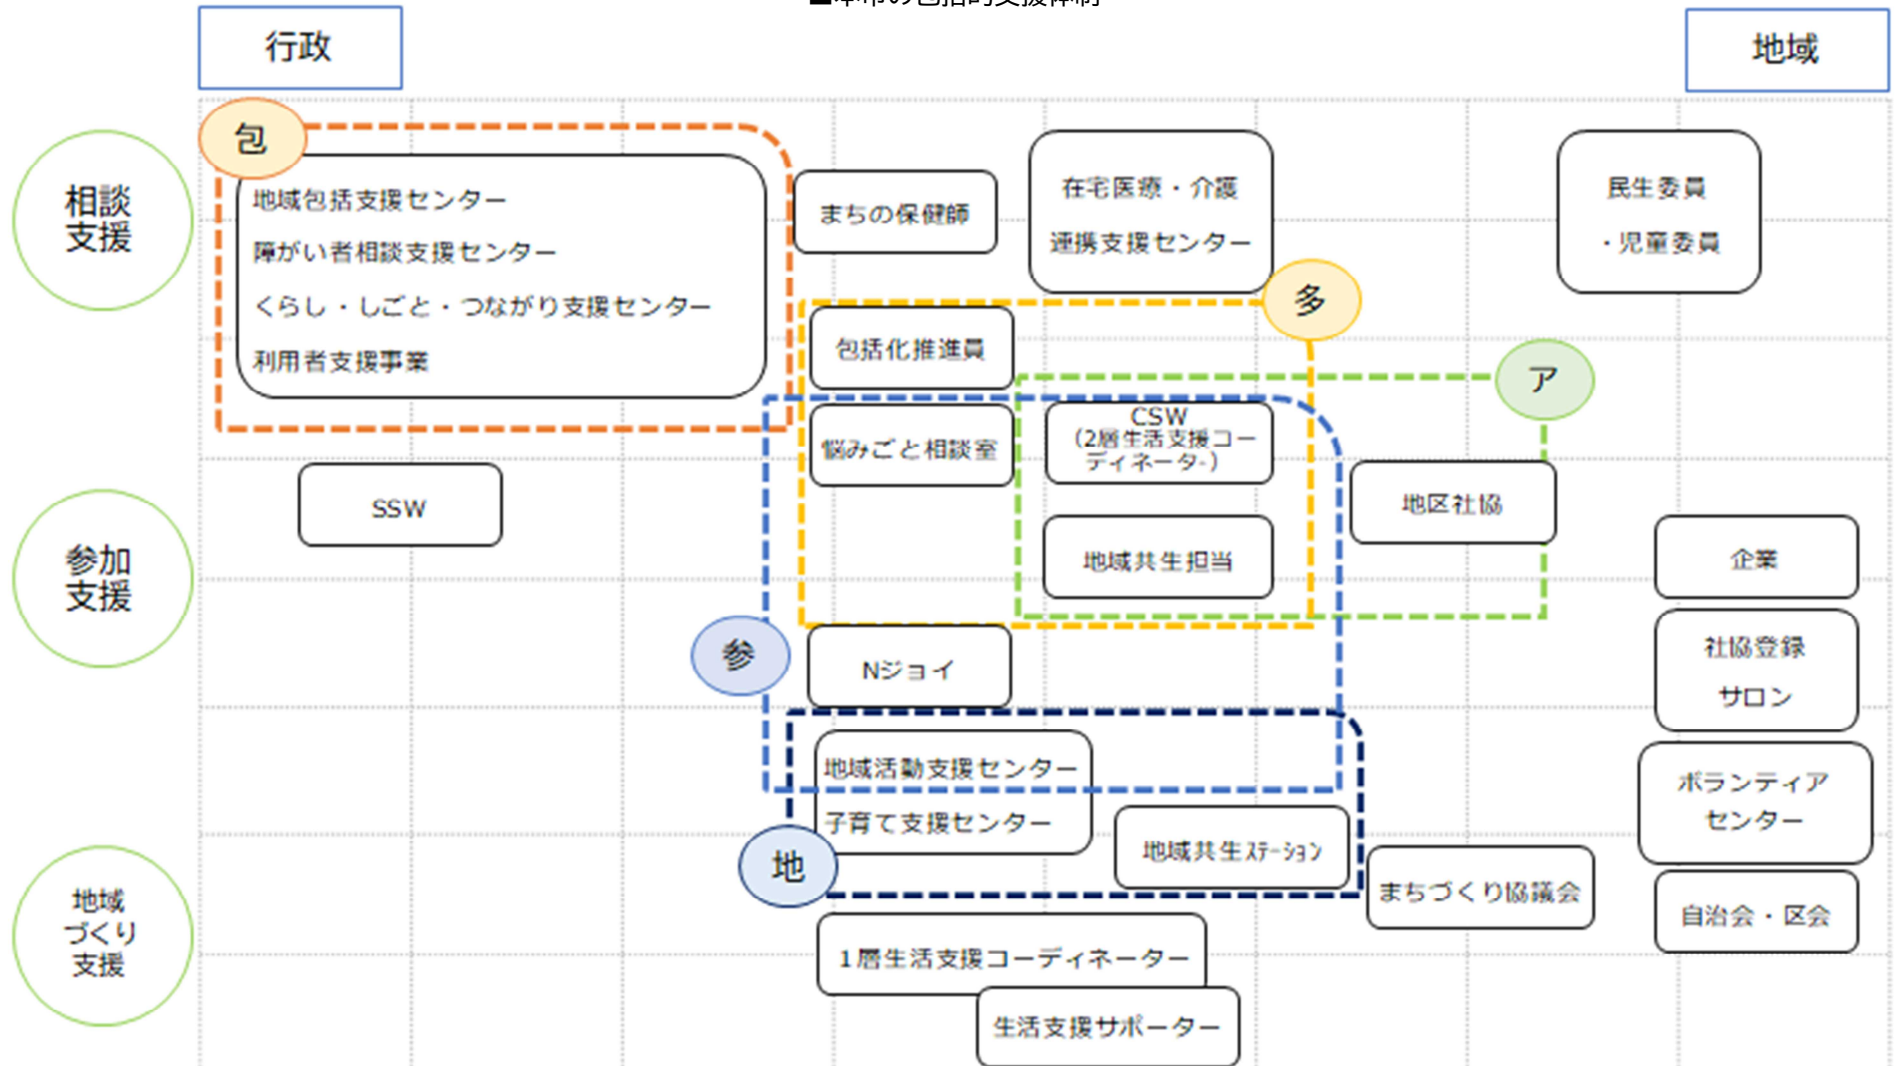 ■本市の包括的支援体制
行政
地域
包
相談
支援
地域包括支援センター
障がい者相談支援センター
くらし・しごと・つながり支援センター
利用者支援事業
まちの保健師
在宅医療・介護
連携支援センター
民生委員
・児童委員
多
包括化推進員
ア
悩みごと相談室
CSW
（2層生活支援コー
ディネーター）
SSW
地区社協
参加
支援
地域共生担当
企業
参
Nジョイ
社協登録
サロン
地域活動支援センター
子育て支援センター
ボランティア
センター
地
地域共生ステーション
まちづくり協議会
自治会・区会
地域
づくり
支援
１層生活支援コーディネーター
生活支援サポーター